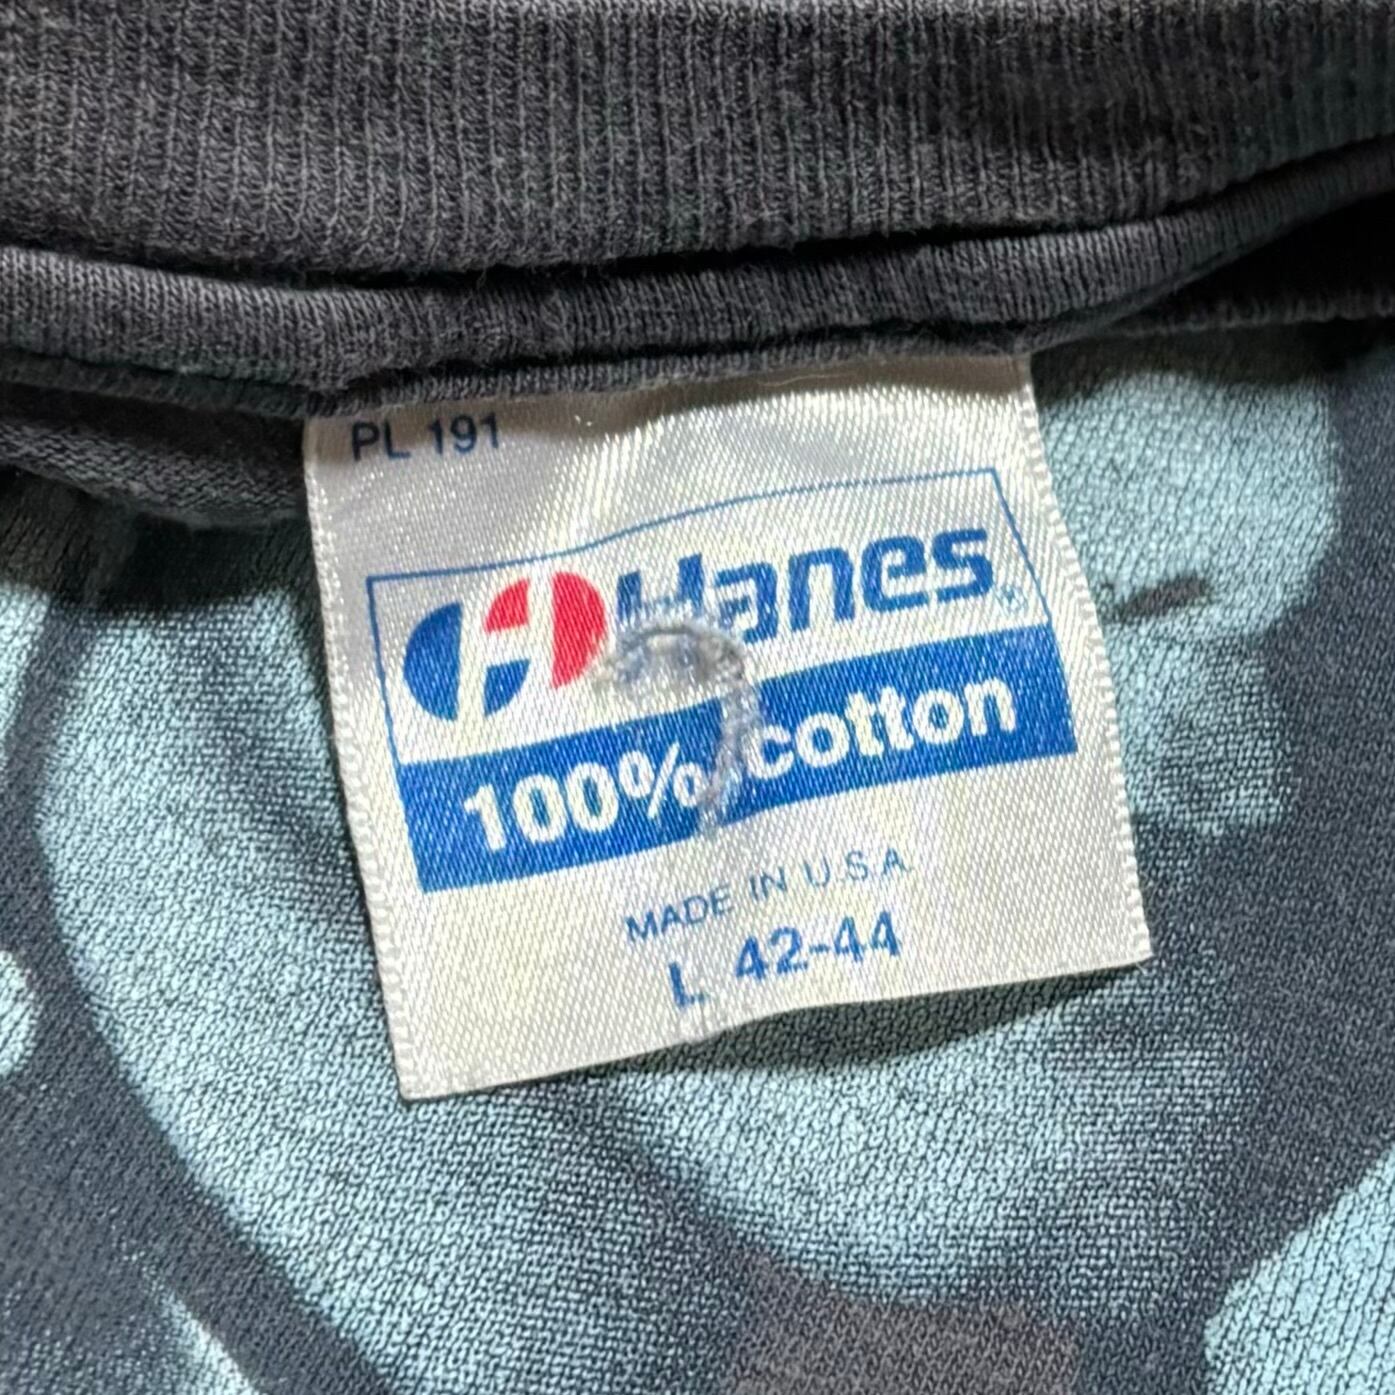 PL 191
Hanes®
100% cotton
MADE IN U.S.A.
L 42-44